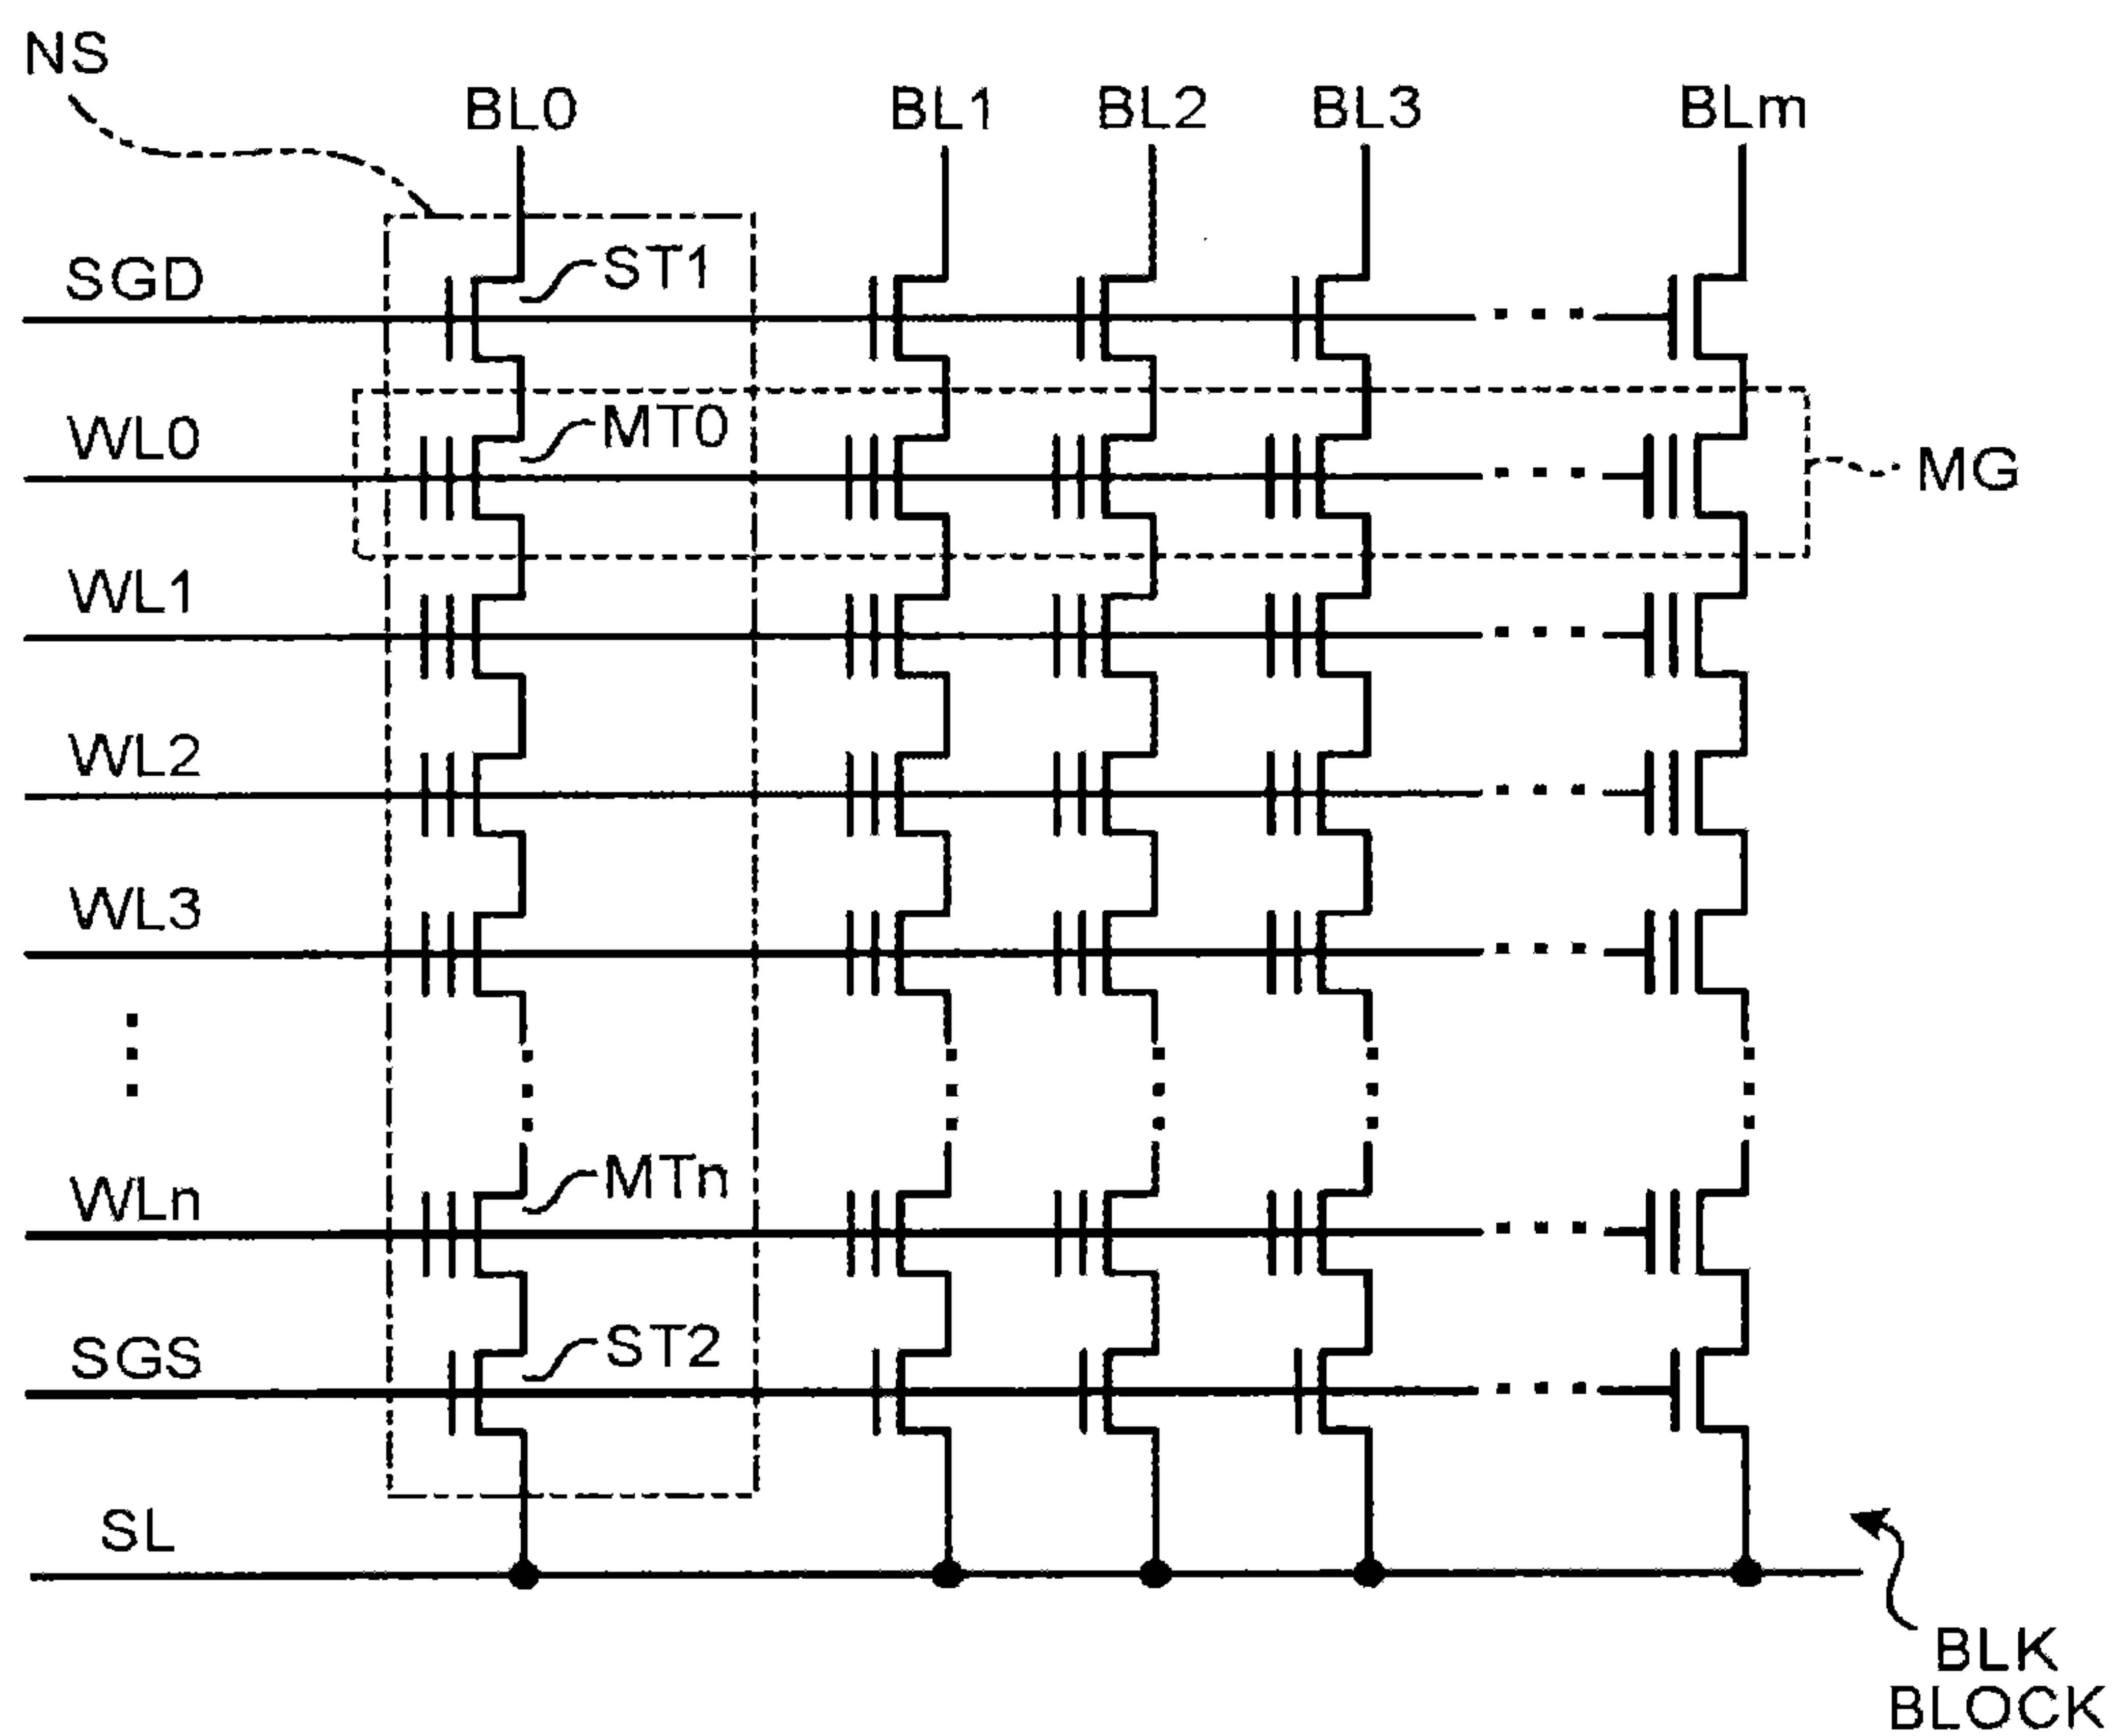 NS
BL0 BL1 BL2 BL3 BLm
SGD ST1
WL0 MT0 MG
WL1
WL2
WL3
WLn MTn
SGS ST2
SL
BLK
BLOCK